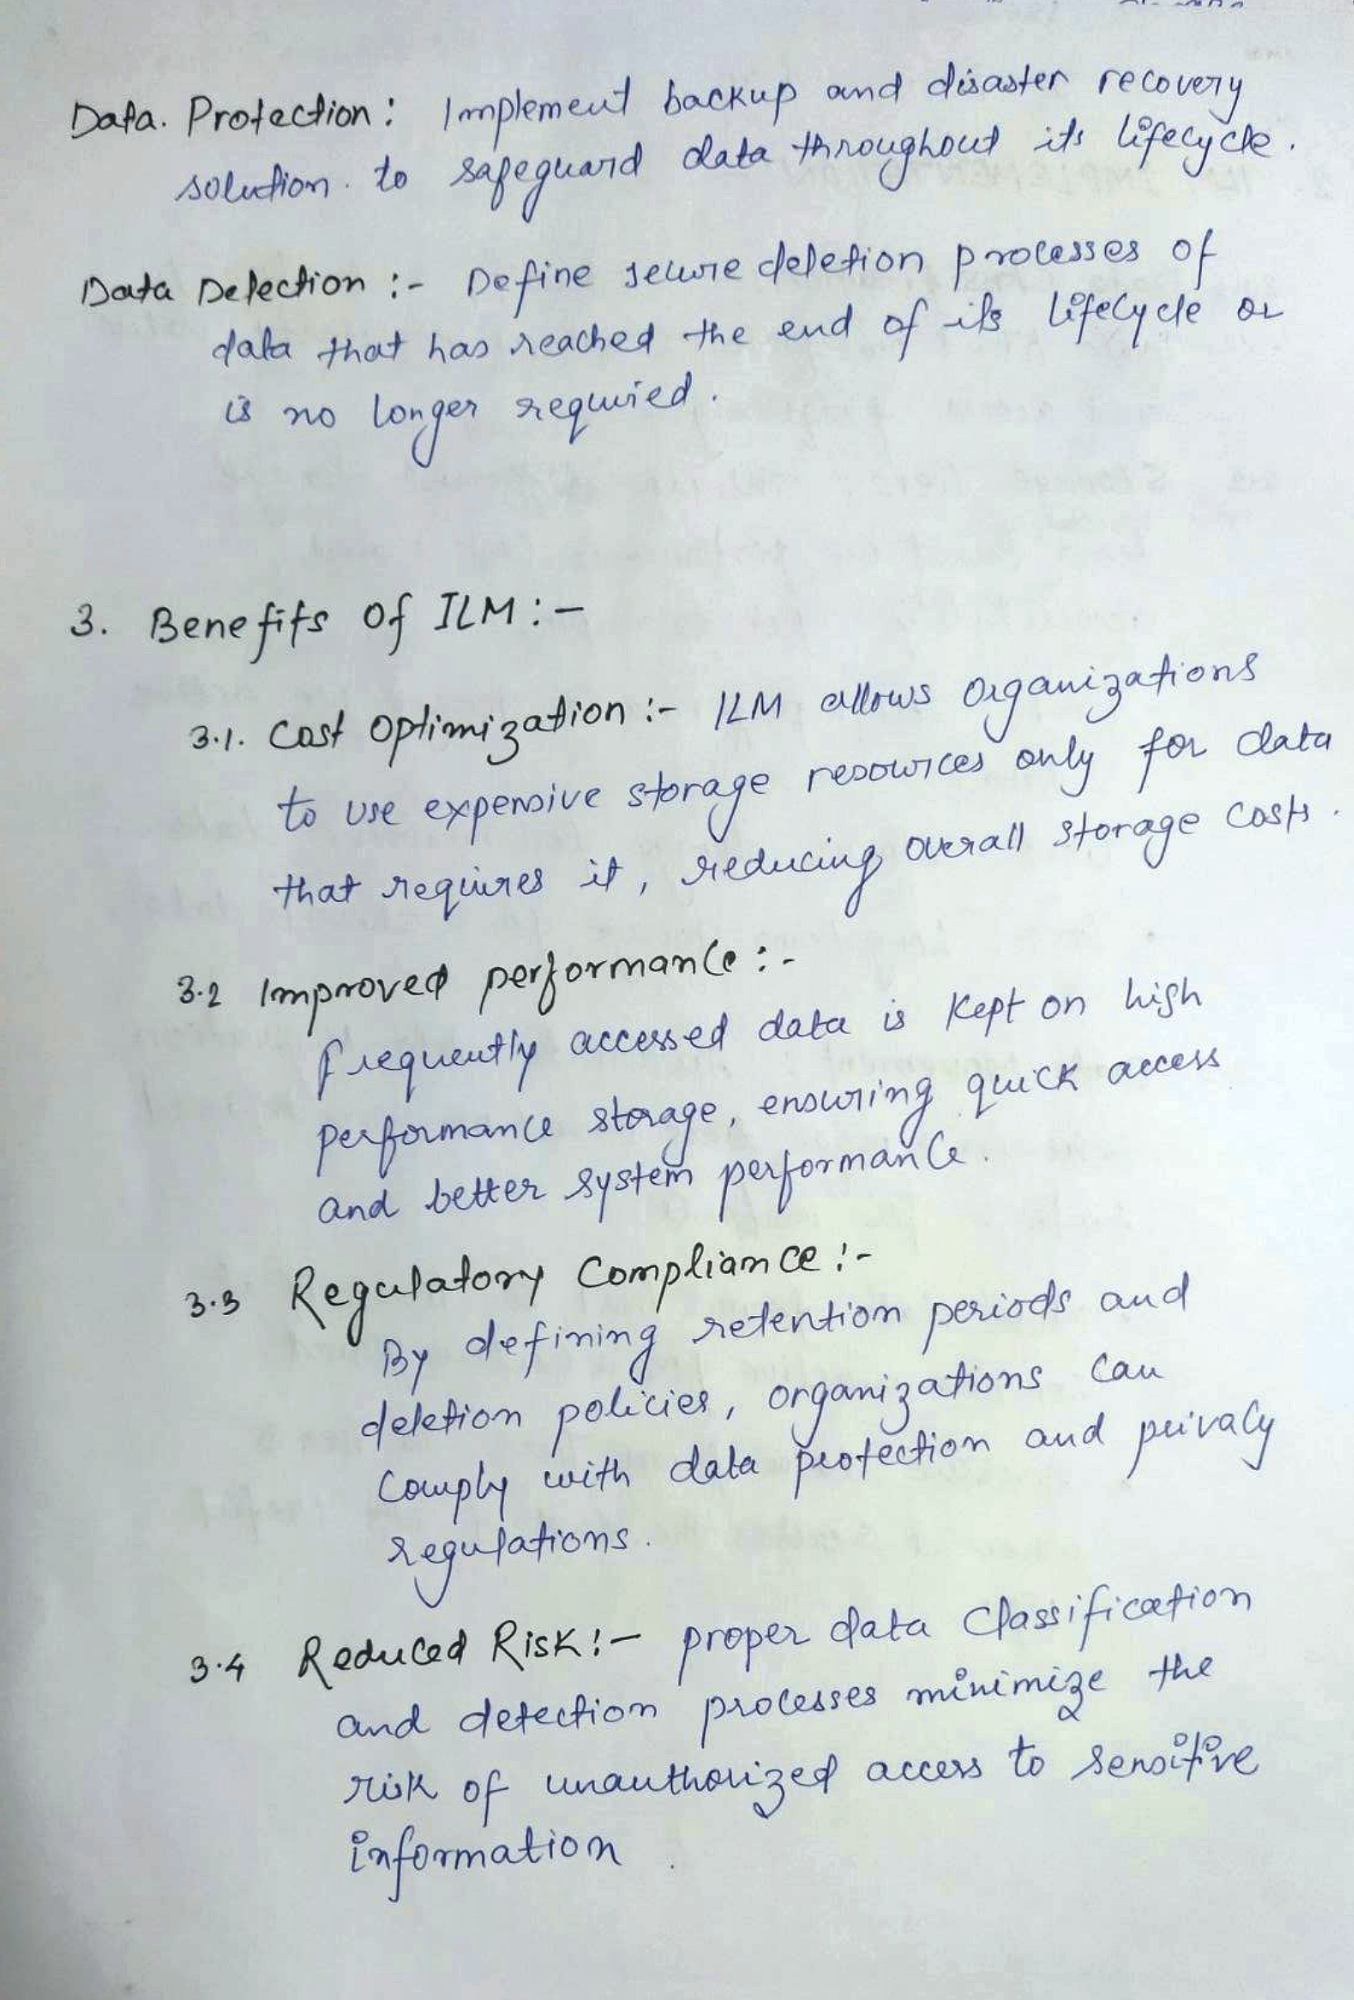 Data. Protection: Implement backup and disaster recovery
solution. to safeguard data throughout its lifecycle.
Data Delection :- Define secure deletion processes of
data that has reached the end of its lifecycle or
is no longer requried.
3. Benefits of ILM :-
3.1. Cost Optimization :- ILM allows organizations
to use expensive storage resources only for data
that requires it, reducing overall storage costs.
3.2 Improved performance :-
frequently accessed data is kept on high
performance storage, ensuring quick access
and better system performance.
3.3 Regulatory Compliance :-
By defining retention periods and
deletion policies, organizations can
comply with data protection and privacy
regulations.
3.4 Reduced Risk :- proper data classification
and detection processes minimize the
risk of unauthorized access to sensitive
information.